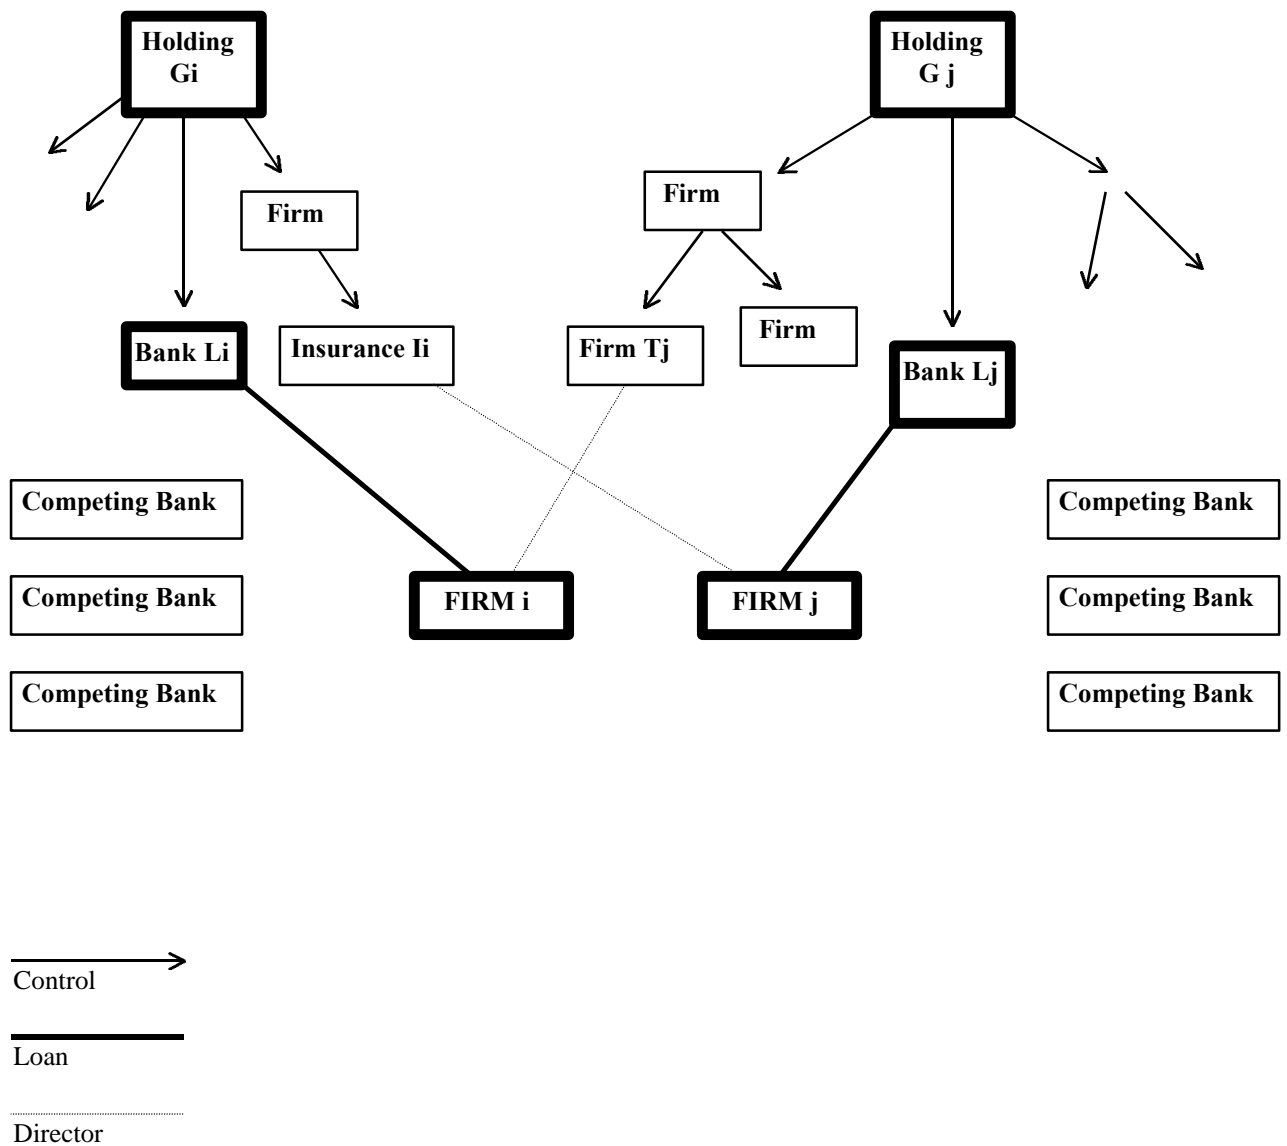 Holding
Gi
Holding
G j
Firm
Firm
Firm
Bank Li
Insurance Ii
Firm Tj
Bank Lj
Competing Bank
Competing Bank
FIRM i
FIRM j
Competing Bank
Competing Bank
Competing Bank
Competing Bank
Control
Loan
Director